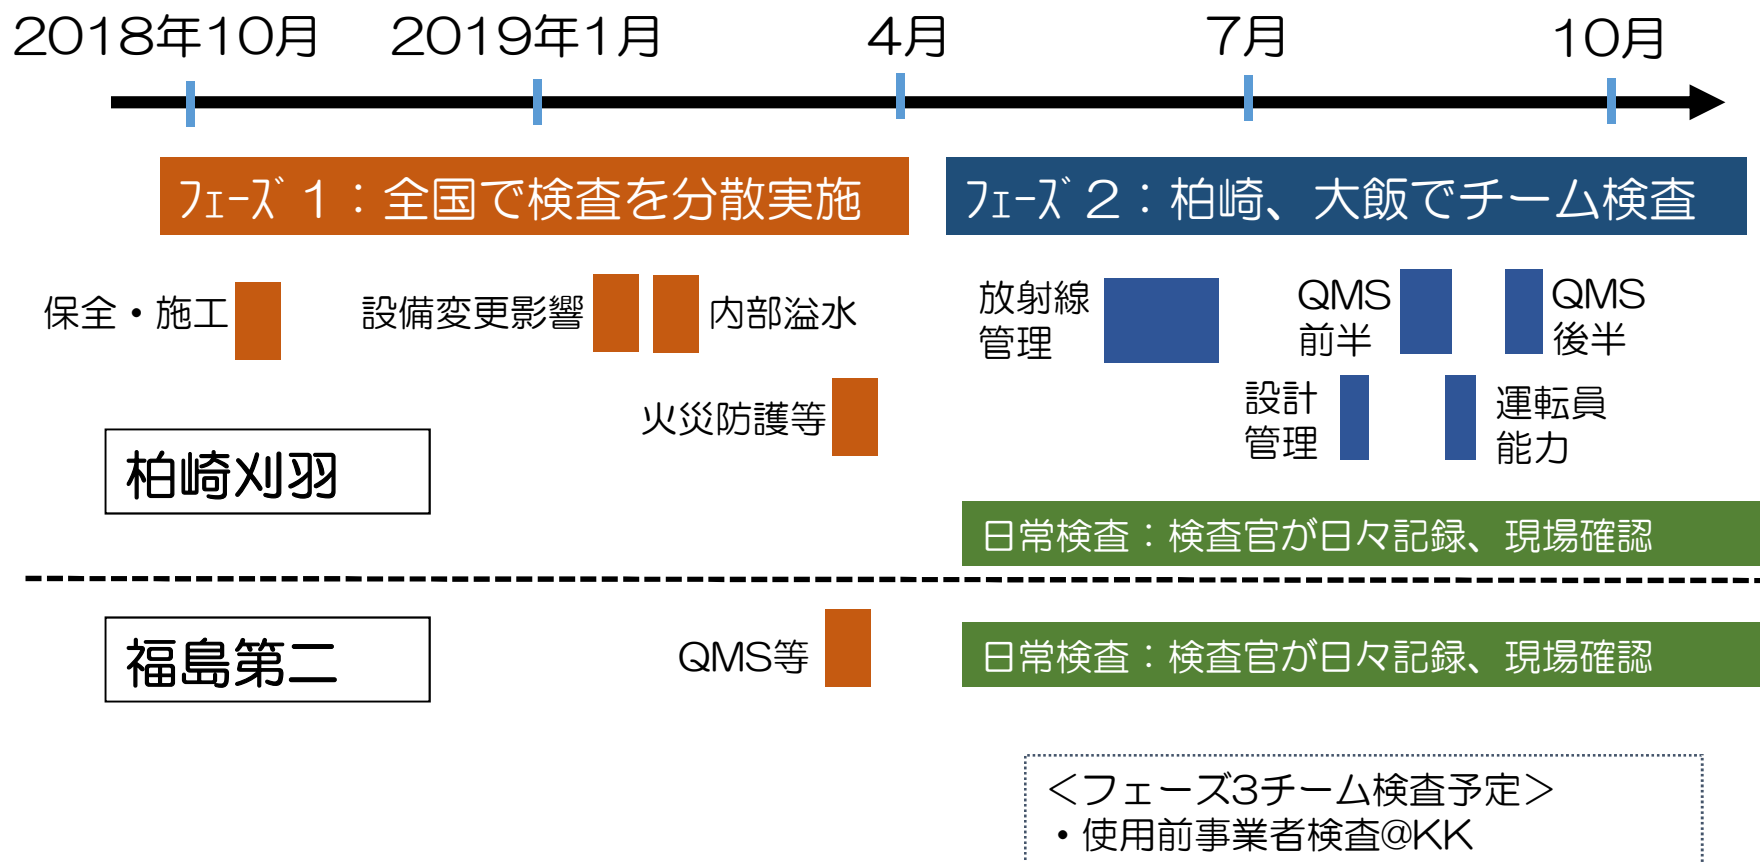 2018年10月
2019年1月
4月
7月
10月
ﾌｪｰｽﾞ 1：全国で検査を分散実施
ﾌｪｰｽﾞ 2：柏崎、大飯でチーム検査
保全・施工
設備変更影響
内部溢水
火災防護等
放射線
管理
QMS
前半
QMS
後半
設計
管理
運転員
能力
柏崎刈羽
日常検査：検査官が日々記録、現場確認
福島第二
QMS等
日常検査：検査官が日々記録、現場確認
＜フェーズ3チーム検査予定＞
・使用前事業者検査@KK